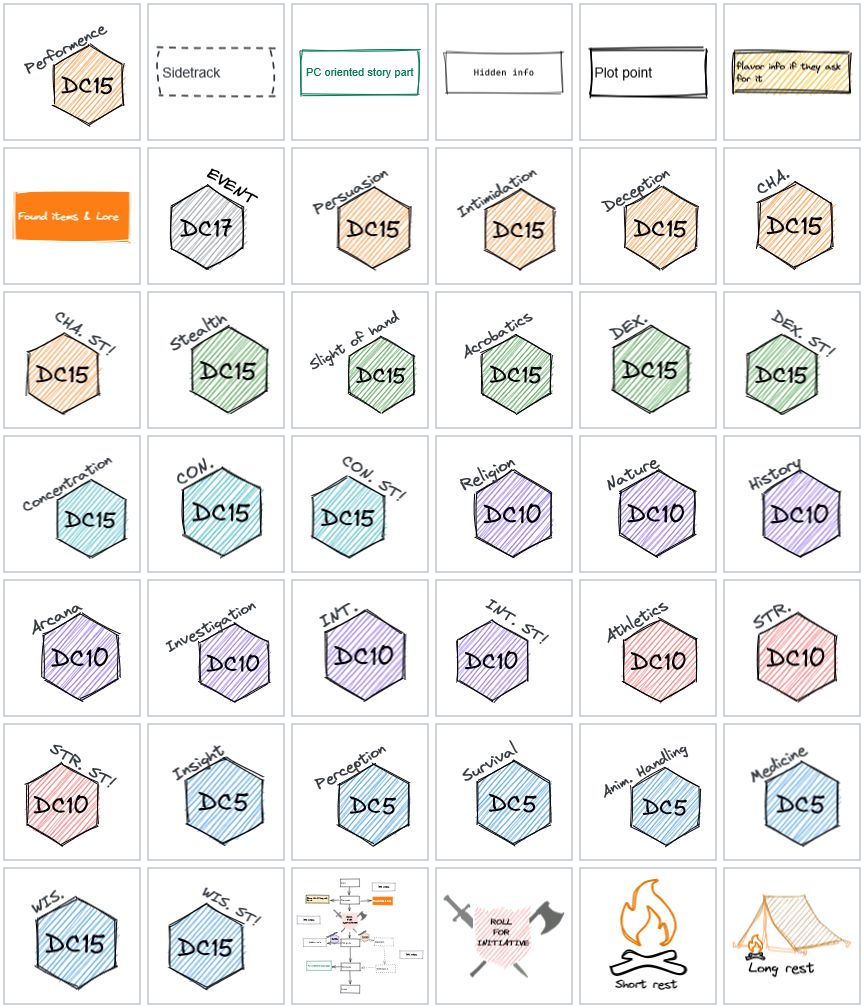 Performence
DC15
Sidetrack
PC oriented story part
Hidden info
Plot point
flavor info if they ask
for it
Found items & Lore
EVENT
DC17
Persuasion
DC15
Intimidation
DC15
Deception
DC15
CHA.
DC15
CHA. ST!
DC15
Stealth
DC15
Slight of hand
DC15
Acrobatics
DC15
DEX.
DC15
DEX. ST!
DC15
Concentration
DC15
CON.
DC15
CON. ST!
DC15
Religion
DC10
Nature
DC10
History
DC10
Arcana
DC10
Investigation
DC10
INT.
DC10
INT. ST!
DC10
Athletics
DC10
STR.
DC10
STR. ST!
DC10
Insight
DC5
Perception
DC5
Survival
DC5
Anim. Handling
DC5
Medicine
DC5
WIS.
DC15
WIS. ST!
DC15
ROLL
FOR
INITIATIVE
ROLL
FOR
INITIATIVE
Short rest
Long rest